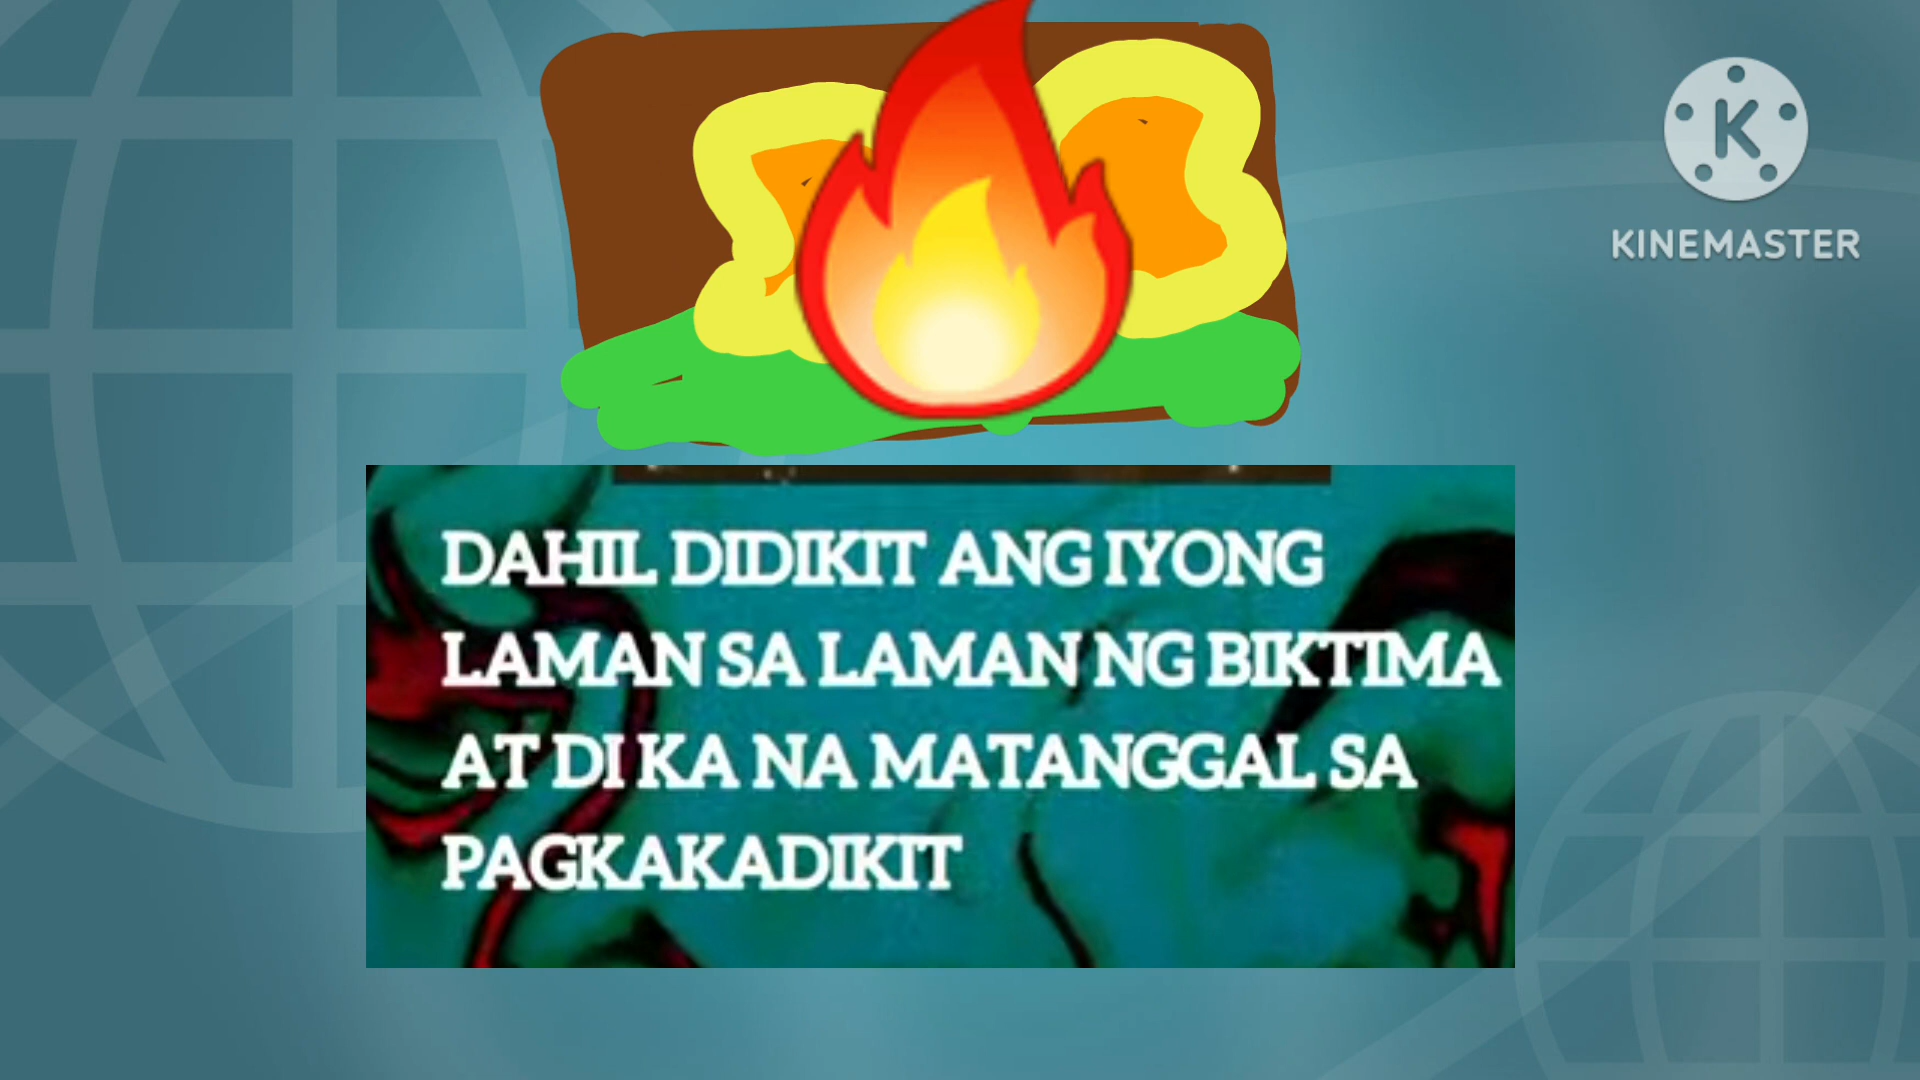 K
KINEMASTER
DAHIL DIDIKIT ANG IYONG
LAMAN SA LAMAN NG BIKTIMA
AT DI KA NA MATANGGAL SA
PAGKAKADIKIT